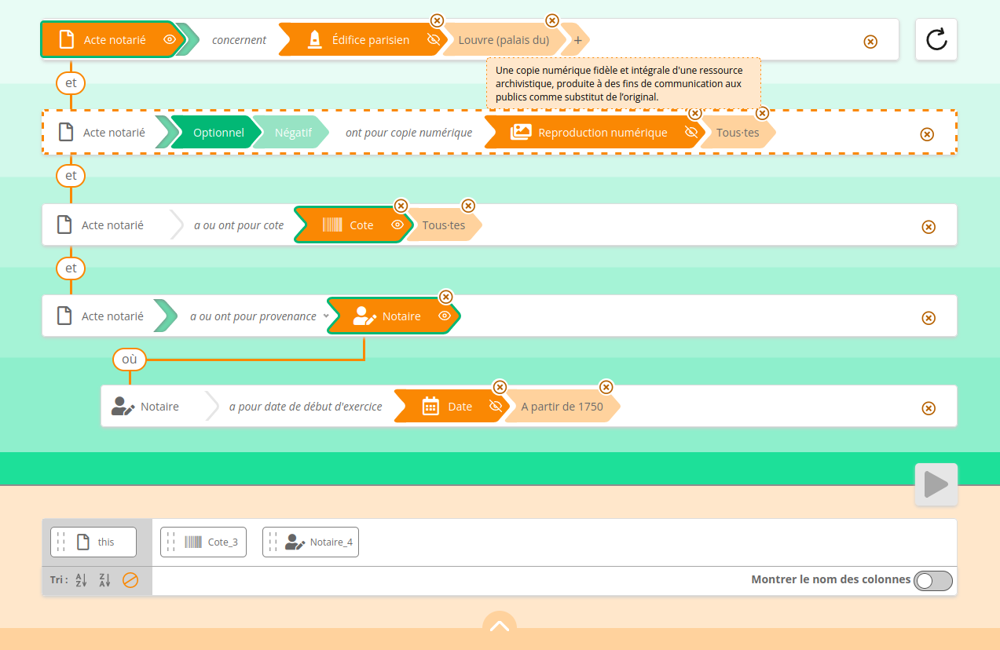 Acte notarié concernent Édifice parisien Louvre (palais du) +
Une copie numérique fidèle et intégrale d'une ressource
archivistique, produite à des fins de communication aux
publics comme substitut de l'original.
et
Acte notarié Optionnel Négatif ont pour copie numérique Reproduction numérique Tous·tes
et
Acte notarié a ou ont pour cote Cote Tous·tes
et
Acte notarié a ou ont pour provenance Notaire
où
Notaire a pour date de début d'exercice Date A partir de 1750
this Cote_3 Notaire_4
Tri : A Z Z A Montrer le nom des colonnes